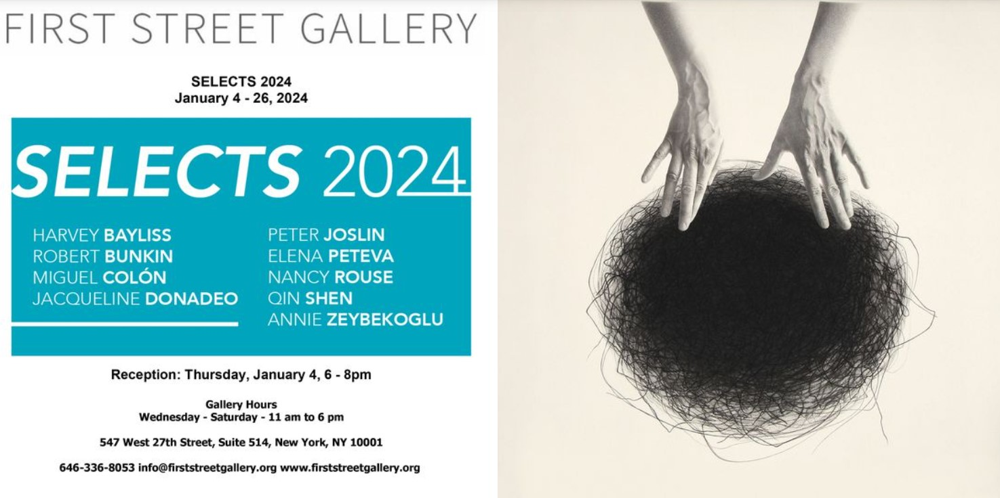 FIRST STREET GALLERY
SELECTS 2024
January 4 - 26, 2024
SELECTS 2024
HARVEY BAYLISS
ROBERT BUNKIN
MIGUEL COLÓN
JACQUELINE DONADEO
PETER JOSLIN
ELENA PETEVA
NANCY ROUSE
QIN SHEN
ANNIE ZEYBEKOGLU
Reception: Thursday, January 4, 6 - 8pm
Gallery Hours
Wednesday - Saturday - 11 am to 6 pm
547 West 27th Street, Suite 514, New York, NY 10001
646-336-8053 info@firststreetgallery.org www.firststreetgallery.org